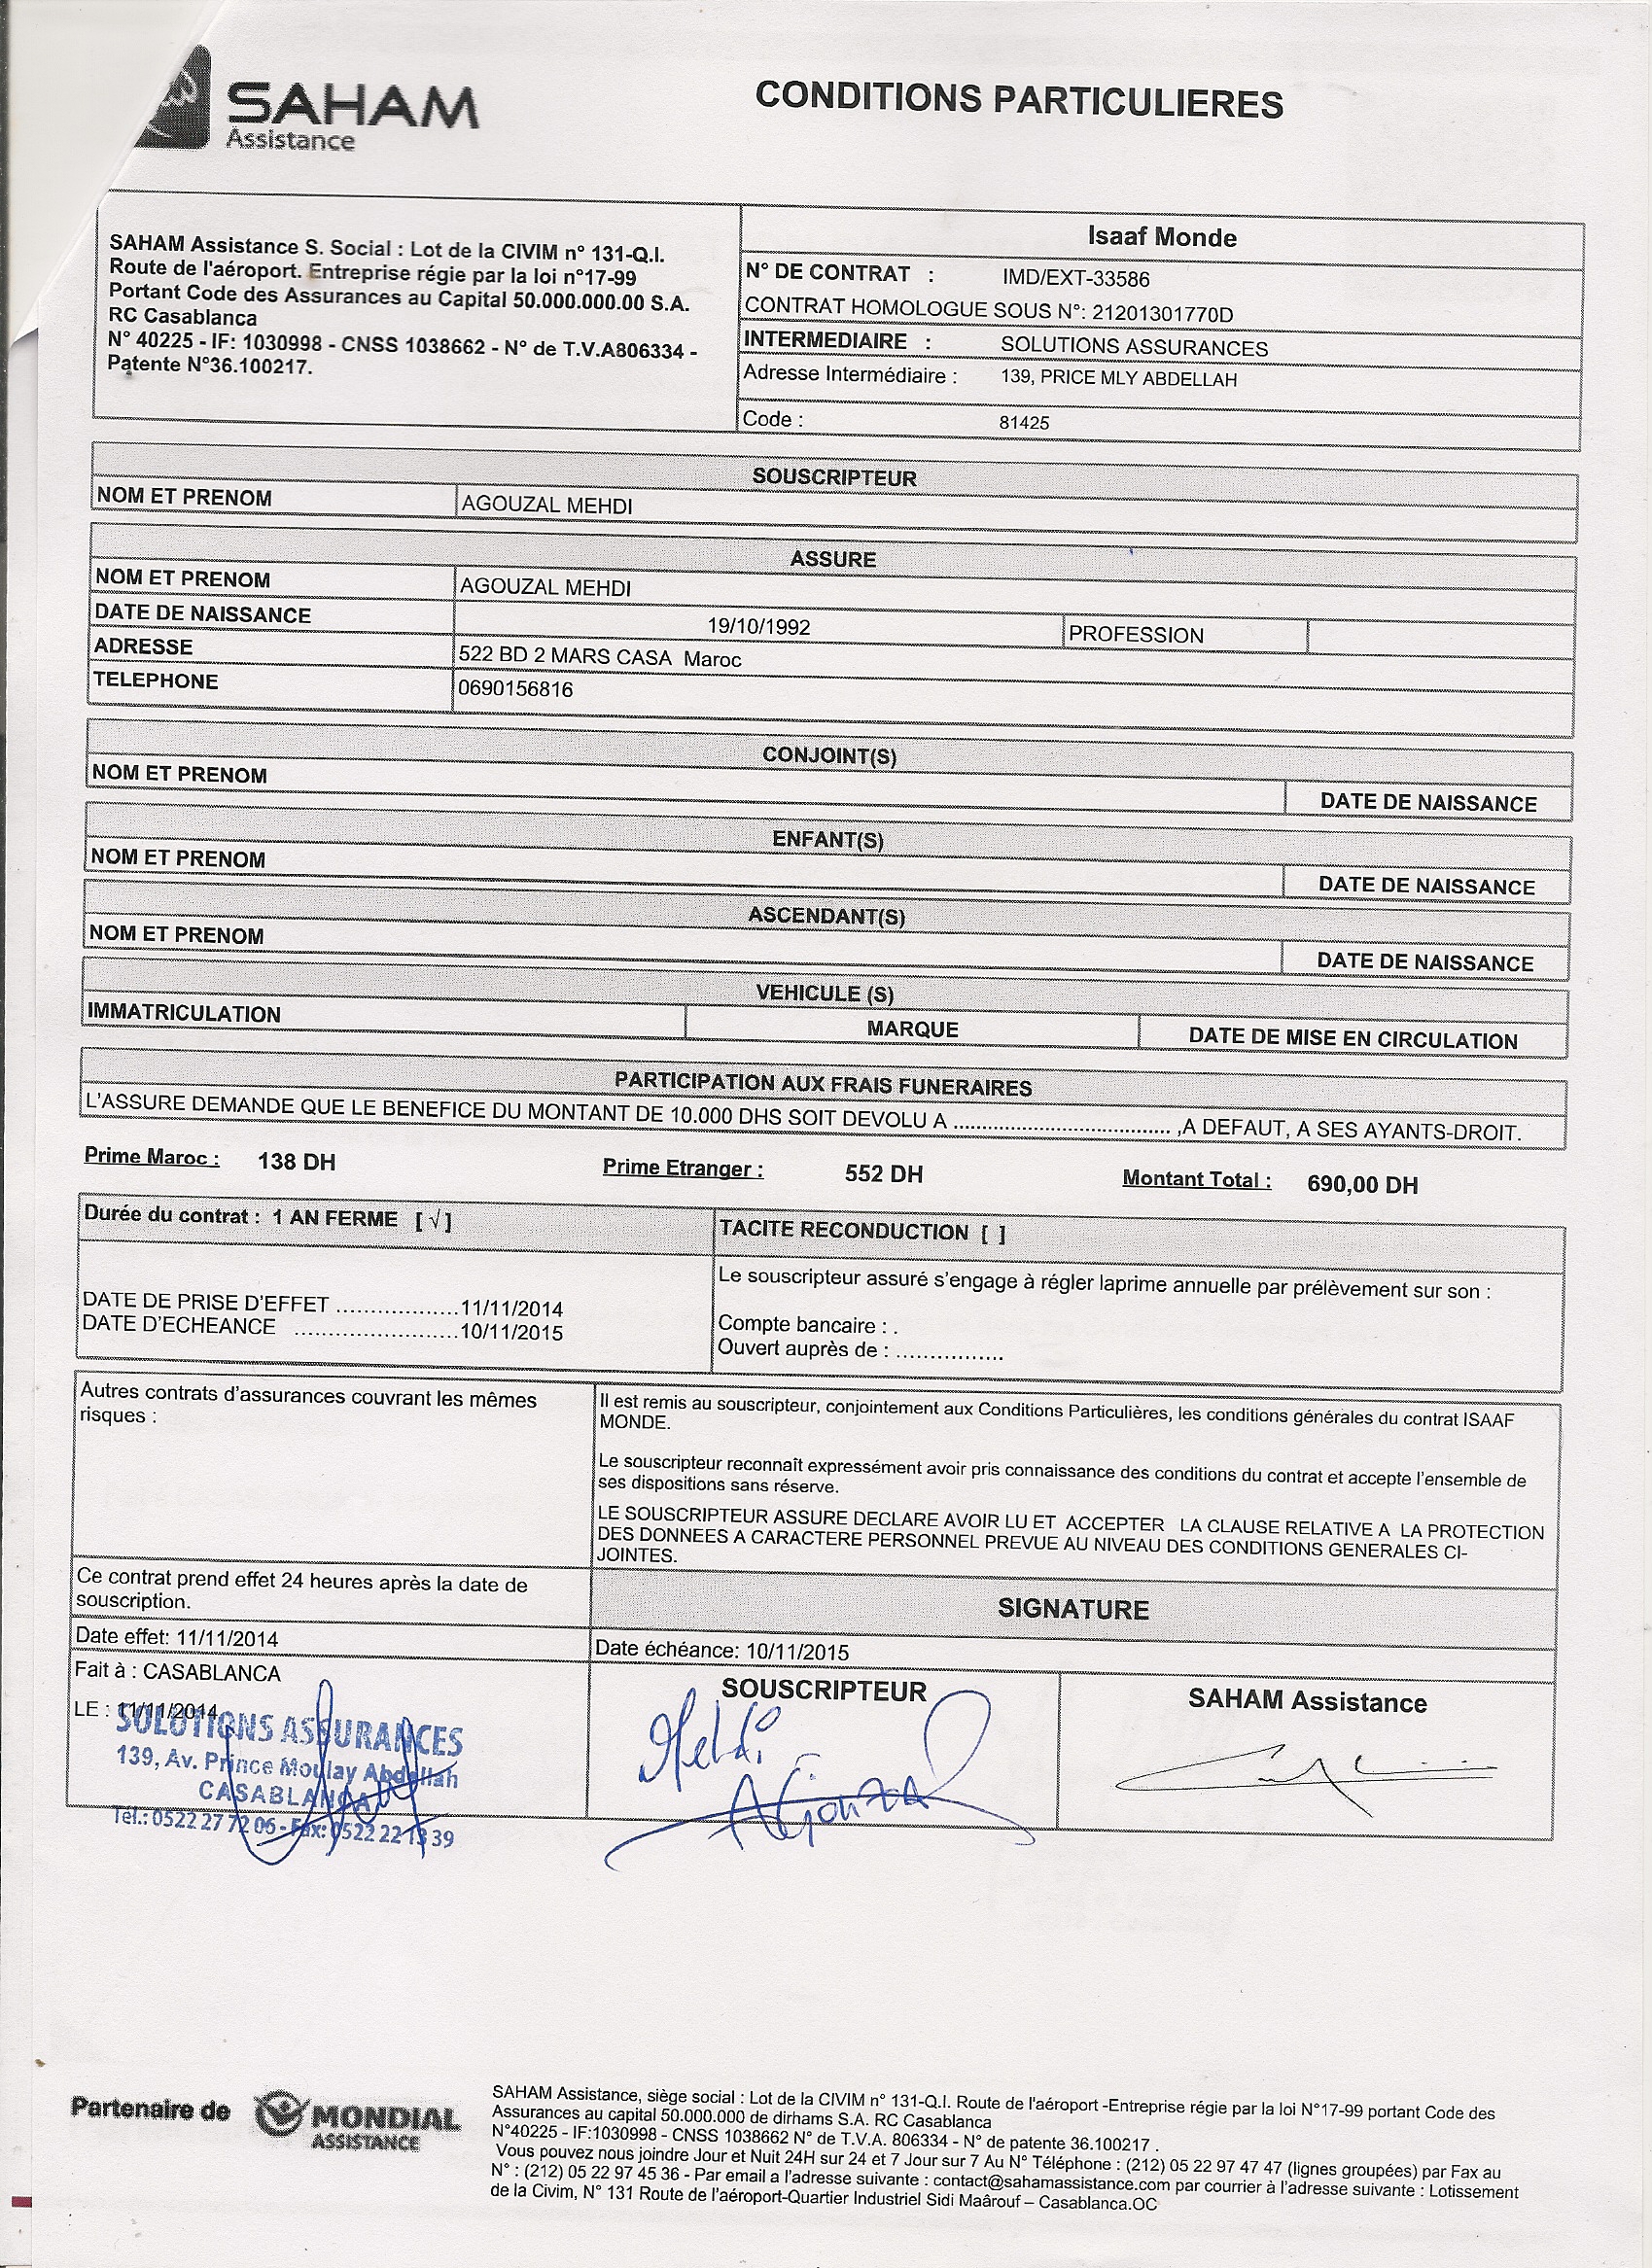 SAHAM
Assistance
CONDITIONS PARTICULIERES
SAHAM Assistance S. Social : Lot de la CIVIM n° 131-Q.I.
Route de l'aéroport. Entreprise régie par la loi n°17-99
Portant Code des Assurances au Capital 50.000.000.00 S.A.
RC Casablanca
N° 40225 - IF: 1030998 - CNSS 1038662 - N° de T.V.A806334 -
Patente N°36.100217.
Isaaf Monde
N° DE CONTRAT : IMD/EXT-33586
CONTRAT HOMOLOGUE SOUS N°: 21201301770D
INTERMEDIAIRE : SOLUTIONS ASSURANCES
Adresse Intermédiaire : 139, PRICE MLY ABDELLAH
Code : 81425
SOUSCRIPTEUR
NOM ET PRENOM AGOUZAL MEHDI
ASSURE
NOM ET PRENOM AGOUZAL MEHDI
DATE DE NAISSANCE 19/10/1992 PROFESSION
ADRESSE 522 BD 2 MARS CASA Maroc
TELEPHONE 0690156816
CONJOINT(S)
NOM ET PRENOM DATE DE NAISSANCE
ENFANT(S)
NOM ET PRENOM DATE DE NAISSANCE
ASCENDANT(S)
NOM ET PRENOM DATE DE NAISSANCE
VEHICULE (S)
IMMATRICULATION MARQUE DATE DE MISE EN CIRCULATION
PARTICIPATION AUX FRAIS FUNERAIRES
L'ASSURE DEMANDE QUE LE BENEFICE DU MONTANT DE 10.000 DHS SOIT DEVOLU A ...................................... ,A DEFAUT, A SES AYANTS-DROIT.
Prime Maroc : 138 DH Prime Etranger : 552 DH Montant Total : 690,00 DH
Durée du contrat : 1 AN FERME [√]
TACITE RECONDUCTION [ ]
DATE DE PRISE D'EFFET ...................11/11/2014
DATE D'ECHEANCE .........................10/11/2015
Le souscripteur assuré s'engage à régler laprime annuelle par prélèvement sur son :
Compte bancaire : .
Ouvert auprès de : ................
Autres contrats d'assurances couvrant les mêmes
risques :
Il est remis au souscripteur, conjointement aux Conditions Particulières, les conditions générales du contrat ISAAF
MONDE.
Le souscripteur reconnaît expressément avoir pris connaissance des conditions du contrat et accepte l'ensemble de
ses dispositions sans réserve.
LE SOUSCRIPTEUR ASSURE DECLARE AVOIR LU ET ACCEPTER LA CLAUSE RELATIVE A LA PROTECTION
DES DONNEES A CARACTERE PERSONNEL PREVUE AU NIVEAU DES CONDITIONS GENERALES CI-
JOINTES.
Ce contrat prend effet 24 heures après la date de
souscription.
SIGNATURE
Date effet: 11/11/2014 Date échéance: 10/11/2015
Fait à : CASABLANCA
LE : 11/11/2014
SOLUTIONS ASSURANCES
139, Av. Prince Moulay Abdellah
CASABLANCA
Tél.: 0522 27 72 06 - Fax: 0522 22 13 39
SOUSCRIPTEUR
Mehdi
AGouzal
SAHAM Assistance
Partenaire de MONDIAL
ASSISTANCE
SAHAM Assistance, siège social : Lot de la CIVIM n° 131-Q.I. Route de l'aéroport -Entreprise régie par la loi N°17-99 portant Code des
Assurances au capital 50.000.000 de dirhams S.A. RC Casablanca
N°40225 - IF:1030998 - CNSS 1038662 N° de T.V.A. 806334 - N° de patente 36.100217 .
Vous pouvez nous joindre Jour et Nuit 24H sur 24 et 7 Jour sur 7 Au N° Téléphone : (212) 05 22 97 47 47 (lignes groupées) par Fax au
N° : (212) 05 22 97 45 36 - Par email a l'adresse suivante : contact@sahamassistance.com par courrier à l'adresse suivante : Lotissement
de la Civim, N° 131 Route de l'aéroport-Quartier Industriel Sidi Maârouf – Casablanca.OC